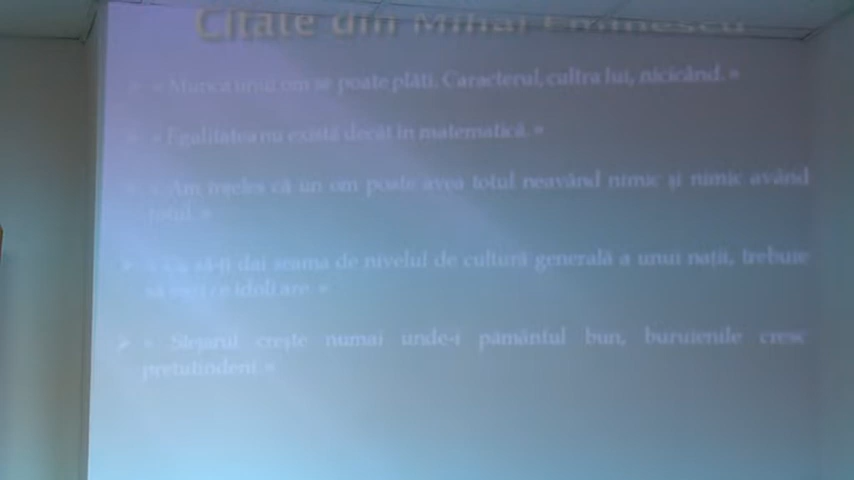 Citate din Mihai Eminescu
« Munca unui om se poate plăti. Caracterul, cultra lui, nicicând. »
« Egalitatea nu există decât în matematică. »
« Am înțeles că un om poate avea totul neavând nimic și nimic având
totul. »
« Ca să-ți dai seama de nivelul de cultură generală a unui nații, trebuie
să vezi ce idoli are. »
« Stejarul crește numai unde-i pământul bun, buruienile cresc
pretutindeni. »